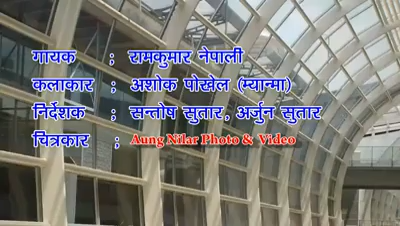 गायक ; रामकुमार नेपाली
कलाकार ; अशोक पोखेल (म्यान्मा)
निर्देशक ; सन्तोष सुतार, अर्जुन सुतार
चित्रकार ; Aung Nilar Photo & Video